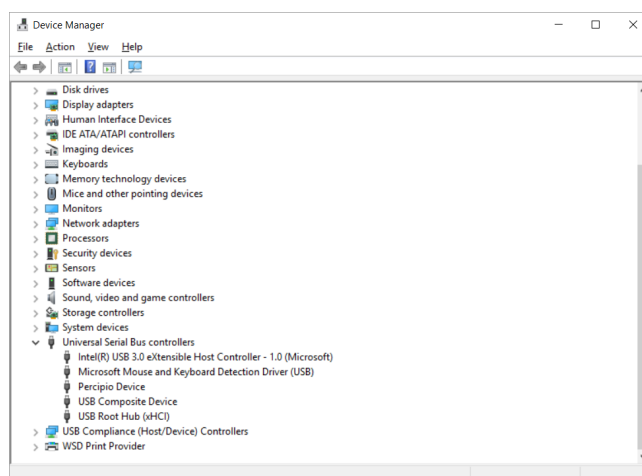 Device Manager
File Action View Help
Disk drives
Display adapters
Human Interface Devices
IDE ATA/ATAPI controllers
Imaging devices
Keyboards
Memory technology devices
Mice and other pointing devices
Monitors
Network adapters
Processors
Security devices
Sensors
Software devices
Sound, video and game controllers
Storage controllers
System devices
Universal Serial Bus controllers
Intel(R) USB 3.0 eXtensible Host Controller - 1.0 (Microsoft)
Microsoft Mouse and Keyboard Detection Driver (USB)
Percipio Device
USB Composite Device
USB Root Hub (xHCI)
USB Compliance (Host/Device) Controllers
WSD Print Provider